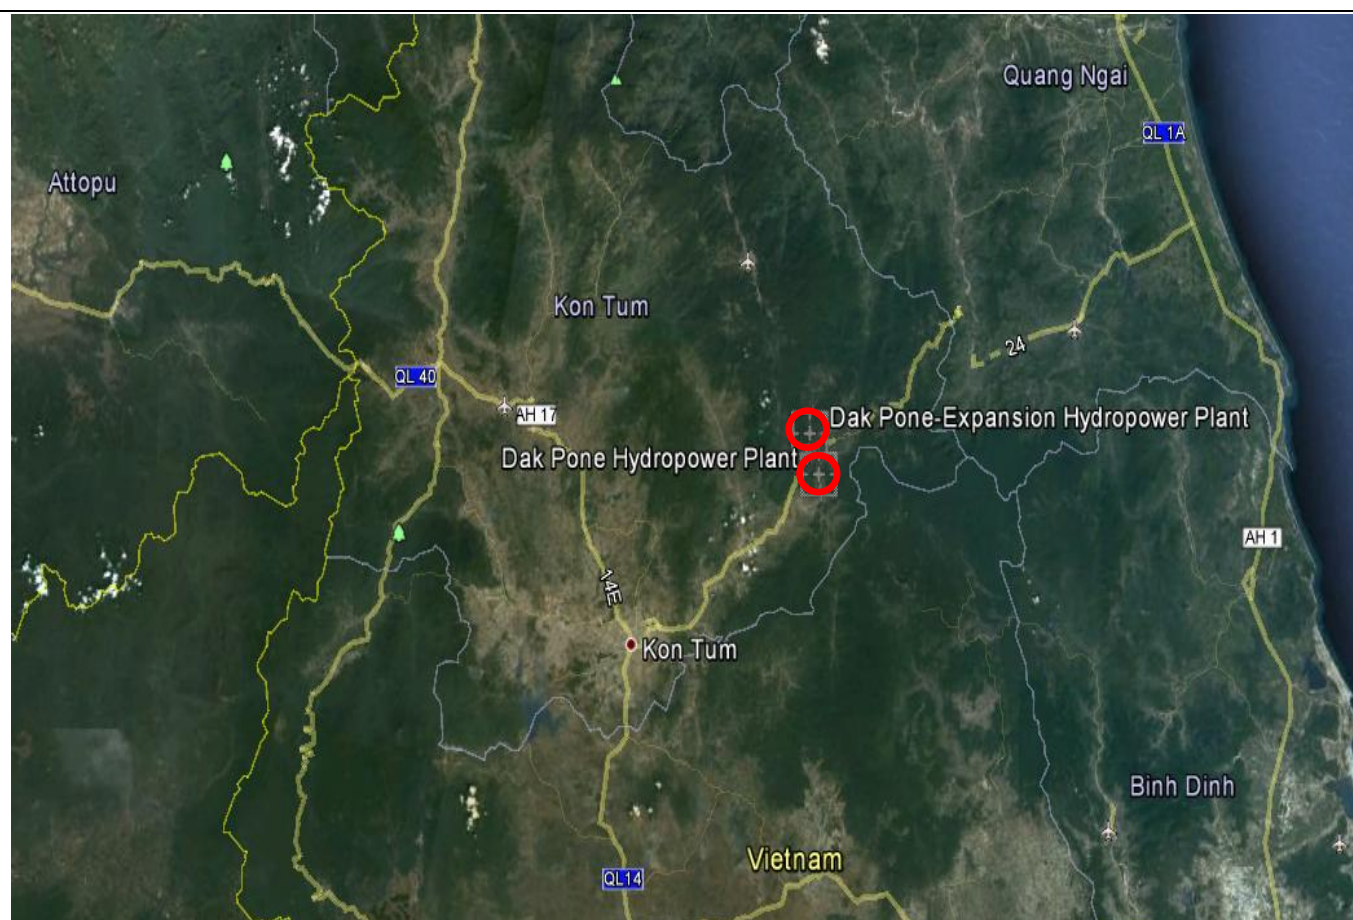 Quang Ngai
QL 1A
Attopu
Kon Tum
24
QL 40
AH 17
Dak Pone-Expansion Hydropower Plant
Dak Pone Hydropower Plant
AH 1
14E
Kon Tum
Binh Dinh
Vietnam
QL14